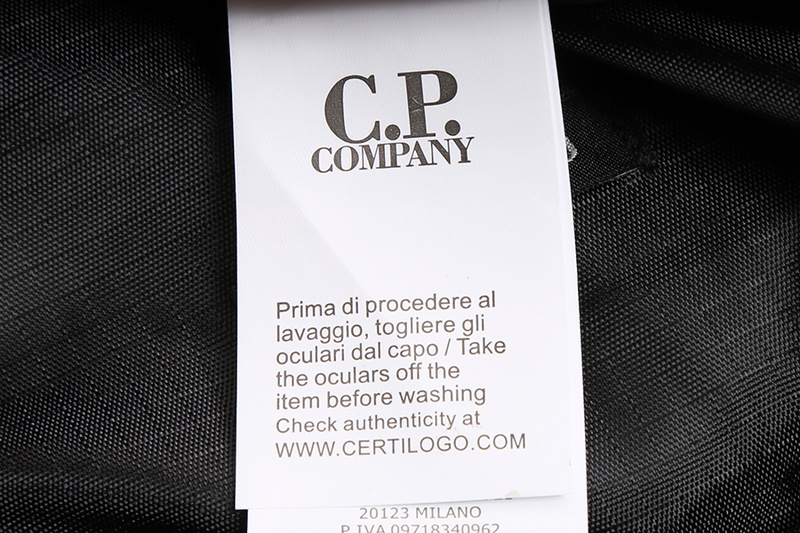 C.P.
COMPANY
Prima di procedere al
lavaggio, togliere gli
oculari dal capo / Take
the oculars off the
item before washing
Check authenticity at
WWW.CERTILOGO.COM
20123 MILANO
P.IVA 09718340962